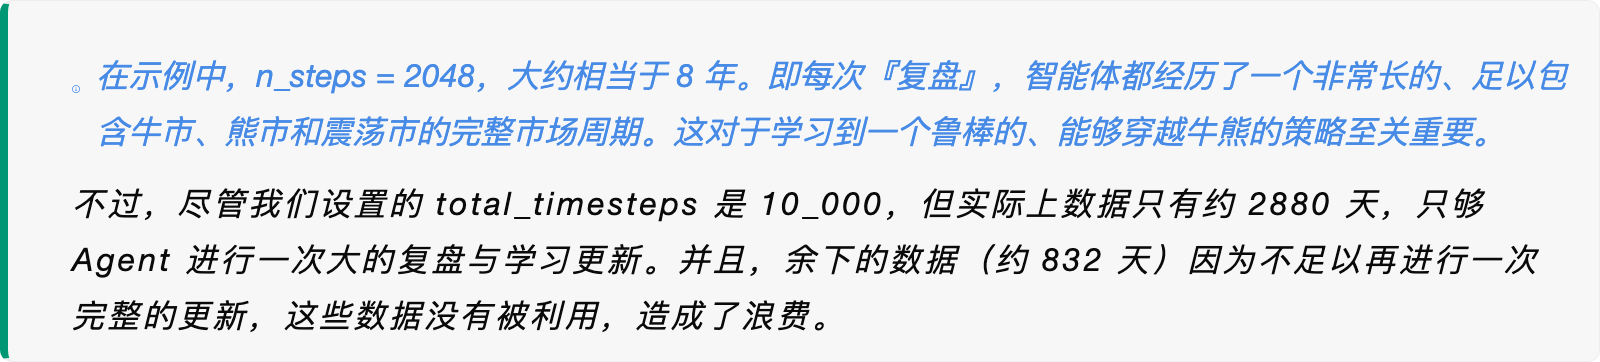 在示例中，n_steps = 2048，大约相当于 8 年。即每次『复盘』，智能体都经历了一个非常长的、足以包
含牛市、熊市和震荡市的完整市场周期。这对于学习到一个鲁棒的、能够穿越牛熊的策略至关重要。
不过，尽管我们设置的 total_timesteps 是 10_000，但实际上数据只有约 2880 天，只够
Agent 进行一次大的复盘与学习更新。并且，余下的数据（约 832 天）因为不足以再进行一次
完整的更新，这些数据没有被利用，造成了浪费。